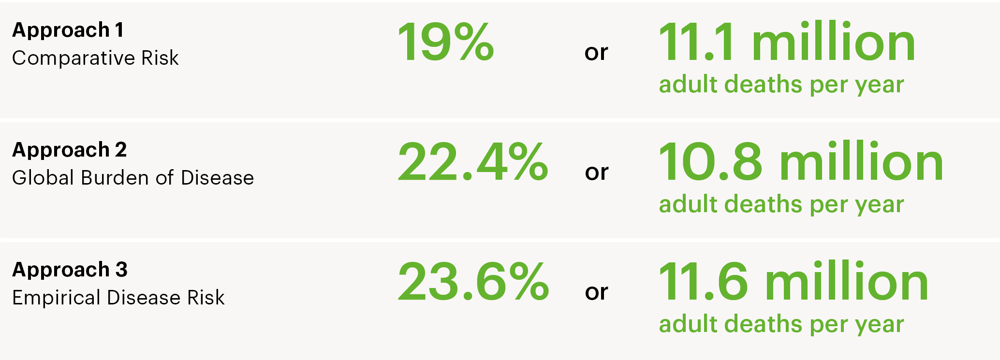 Approach 1
Comparative Risk
19% or 11.1 million
adult deaths per year
Approach 2
Global Burden of Disease
22.4% or 10.8 million
adult deaths per year
Approach 3
Empirical Disease Risk
23.6% or 11.6 million
adult deaths per year